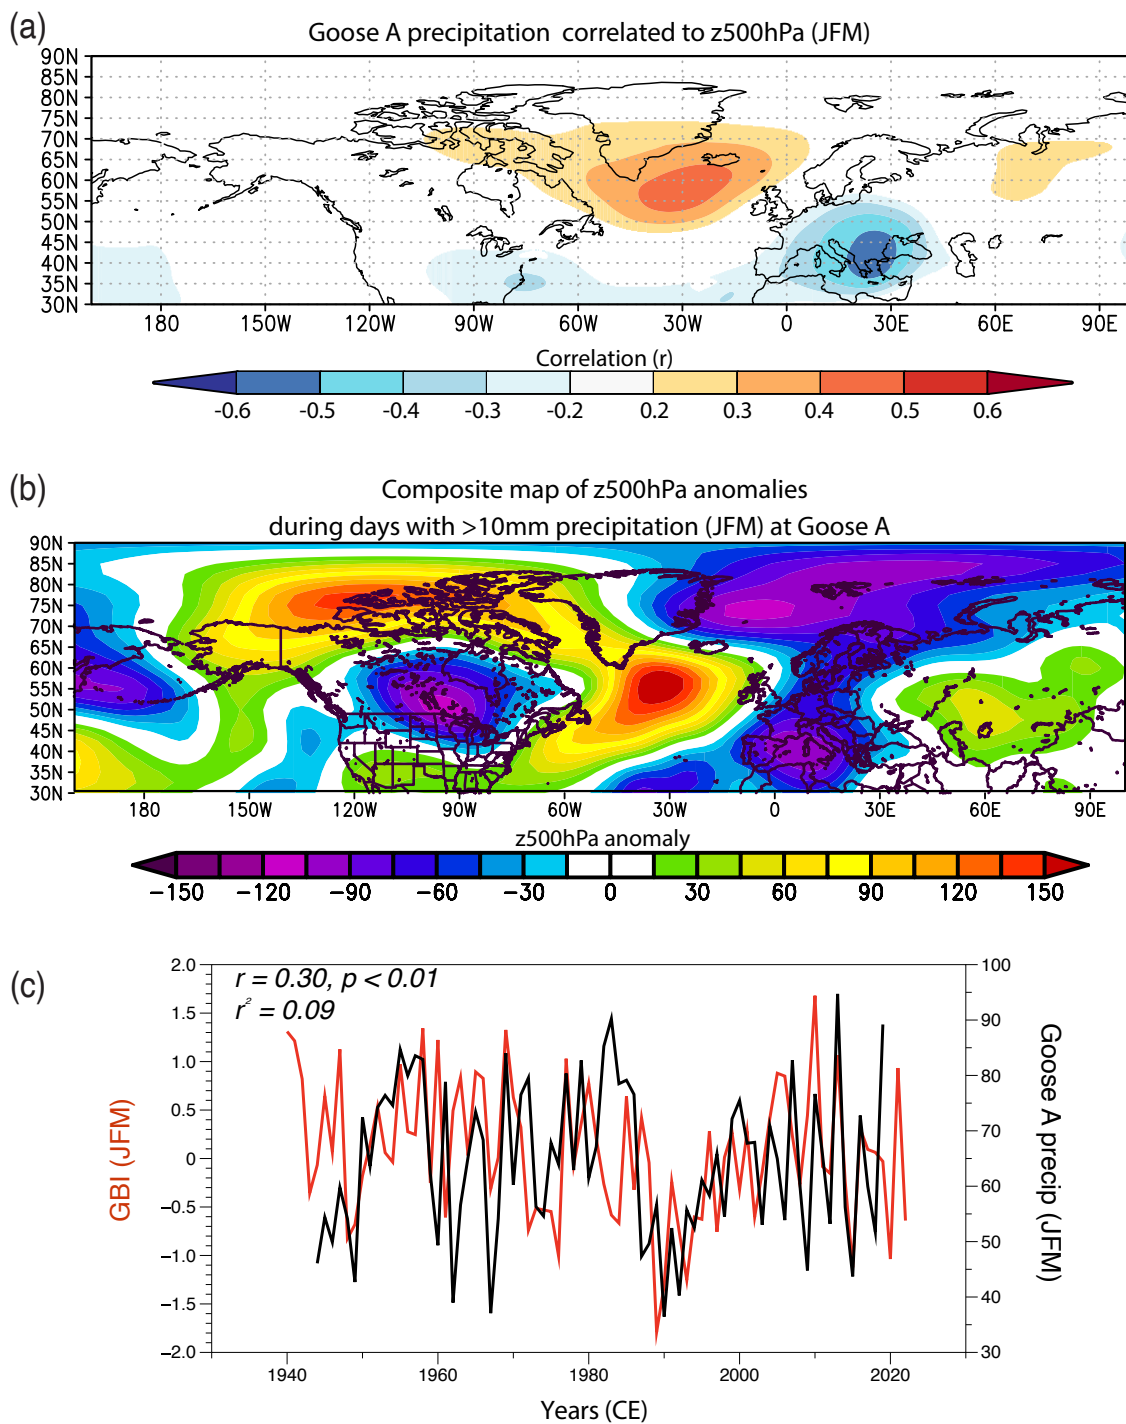 (a)
Goose A precipitation correlated to z500hPa (JFM)
90N
85N
80N
75N
70N
65N
60N
55N
50N
45N
40N
35N
30N
180 150W 120W 90W 60W 30W 0 30E 60E 90E
Correlation (r)
-0.6 -0.5 -0.4 -0.3 -0.2 0.2 0.3 0.4 0.5 0.6
(b)
Composite map of z500hPa anomalies
during days with >10mm precipitation (JFM) at Goose A
90N
85N
80N
75N
70N
65N
60N
55N
50N
45N
40N
35N
30N
180 150W 120W 90W 60W 30W 0 30E 60E 90E
z500hPa anomaly
−150 −120 −90 −60 −30 0 30 60 90 120 150
(c)
r = 0.30, p < 0.01
r² = 0.09
GBI (JFM)
2.0
1.5
1.0
0.5
0
−0.5
−1.0
−1.5
−2.0
100
90
80
70
60
50
40
30
Goose A precip (JFM)
1940 1960 1980 2000 2020
Years (CE)